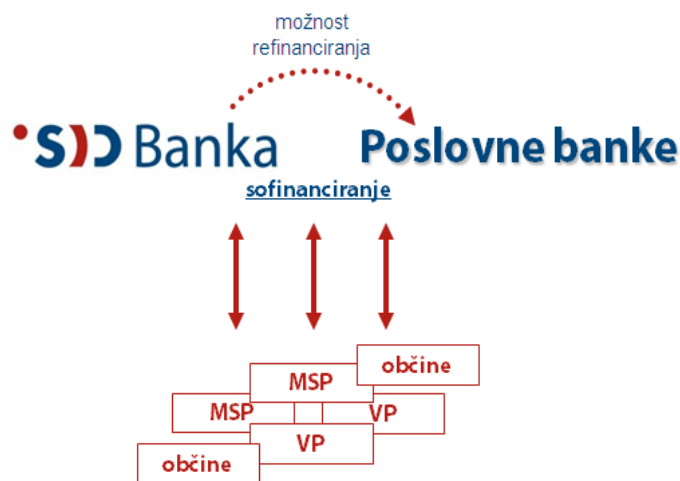 možnost
refinanciranja
SID Banka
Poslovne banke
sofinanciranje
občine
MSP
MSP
VP
VP
občine